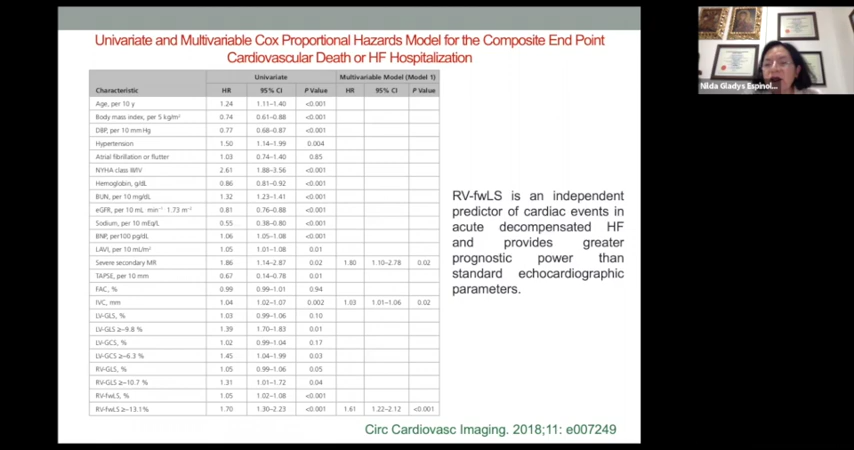 Univariate and Multivariable Cox Proportional Hazards Model for the Composite End Point
Cardiovascular Death or HF Hospitalization
Univariate Multivariable Model (Model 1)
Characteristic HR 95% CI P Value HR 95% CI P Value
Age, per 10 y 1.24 1.11–1.40 <0.001
Body mass index, per 5 kg/m² 0.74 0.61–0.88 <0.001
DBP, per 10 mm Hg 0.77 0.68–0.87 <0.001
Hypertension 1.50 1.14–1.99 0.004
Atrial fibrillation or flutter 1.03 0.74–1.40 0.85
NYHA class III/IV 2.61 1.88–3.56 <0.001
Hemoglobin, g/dL 0.86 0.81–0.92 <0.001
BUN, per 10 mg/dL 1.32 1.23–1.41 <0.001
eGFR, per 10 mL·min⁻¹·1.73 m⁻² 0.81 0.76–0.88 <0.001
Sodium, per 10 mEq/L 0.55 0.38–0.80 <0.001
BNP, per100 pg/dL 1.06 1.05–1.08 <0.001
LAVI, per 10 mL/m² 1.05 1.01–1.08 0.01
Severe secondary MR 1.86 1.14–2.87 0.02 1.80 1.10–2.78 0.02
TAPSE, per 10 mm 0.67 0.14–0.78 0.01
FAC, % 0.99 0.99–1.01 0.94
IVC, mm 1.04 1.02–1.07 0.002 1.03 1.01–1.06 0.02
LV-GLS, % 1.03 0.99–1.06 0.10
LV-GLS ≥−9.8 % 1.39 1.70–1.83 0.01
LV-GCS, % 1.02 0.99–1.04 0.17
LV-GCS ≥−6.3 % 1.45 1.04–1.99 0.03
RV-GLS, % 1.05 0.99–1.06 0.05
RV-GLS ≥−10.7 % 1.31 1.01–1.72 0.04
RV-fwLS, % 1.05 1.02–1.08 <0.001
RV-fwLS ≥−13.1% 1.70 1.30–2.23 <0.001 1.61 1.22–2.12 <0.001
RV-fwLS is an independent
predictor of cardiac events in
acute decompensated HF
and provides greater
prognostic power than
standard echocardiographic
parameters.
Circ Cardiovasc Imaging. 2018;11: e007249
Nilda Gladys Espinol...